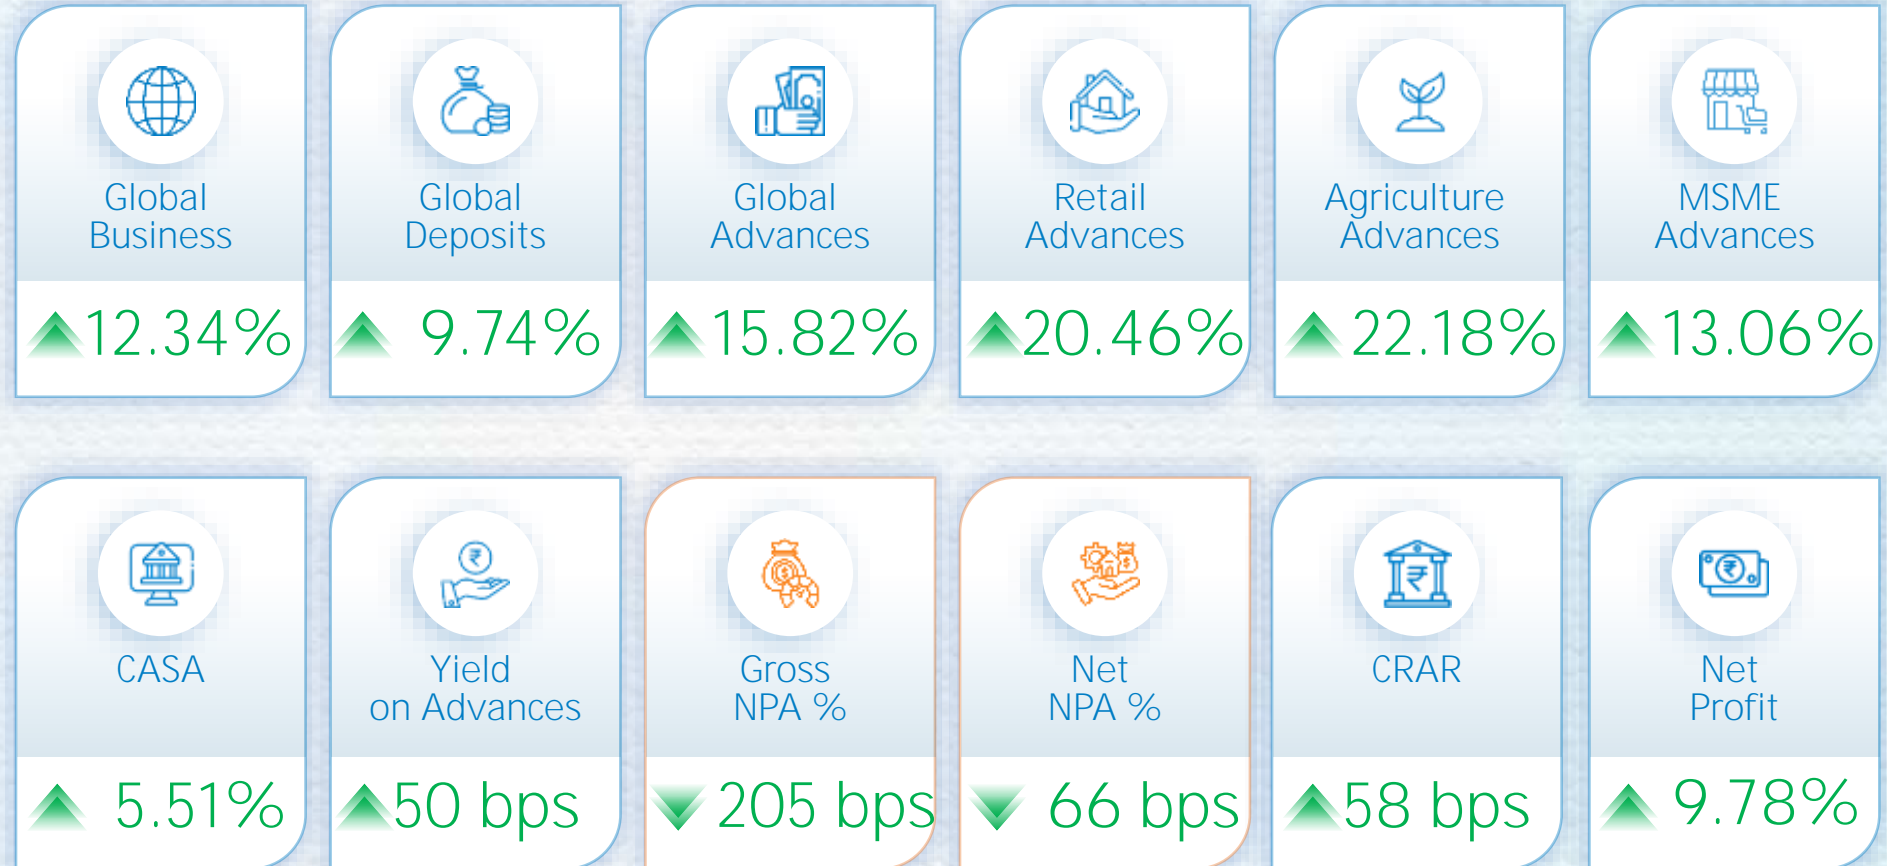 Global
Business
12.34%
Global
Deposits
9.74%
Global
Advances
15.82%
Retail
Advances
20.46%
Agriculture
Advances
22.18%
MSME
Advances
13.06%
CASA
5.51%
Yield
on Advances
50 bps
Gross
NPA %
205 bps
Net
NPA %
66 bps
CRAR
58 bps
Net
Profit
9.78%